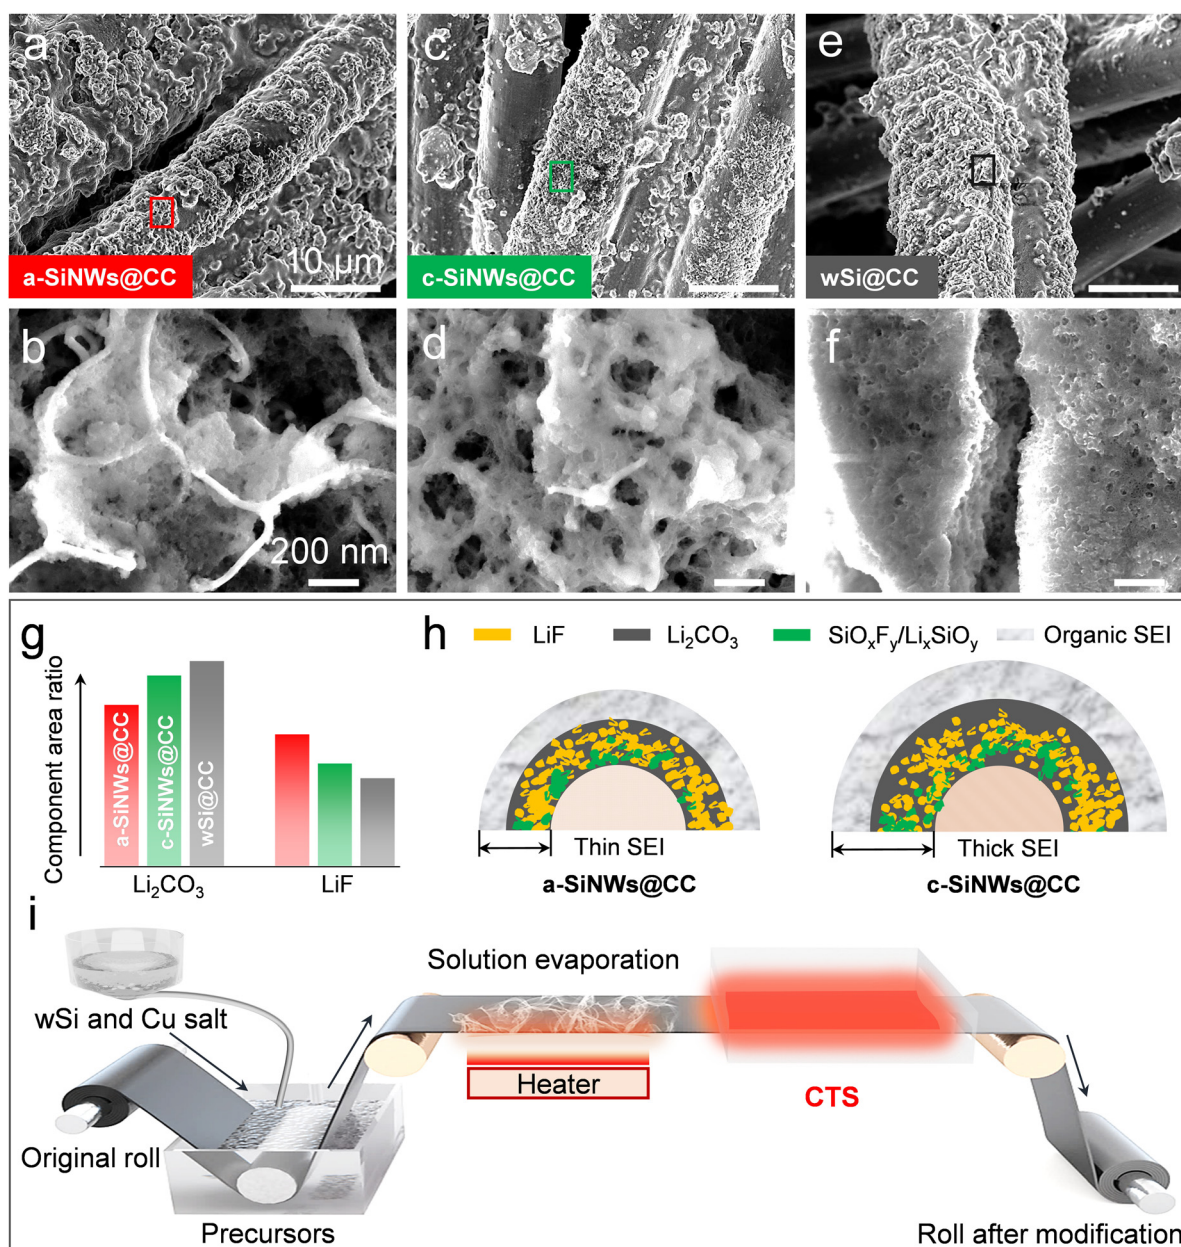 a
c
e
a-SiNWs@CC
10 μm
c-SiNWs@CC
wSi@CC
b
d
f
200 nm
g
Component area ratio
a-SiNWs@CC
c-SiNWs@CC
wSi@CC
Li₂CO₃
LiF
h
LiF
Li₂CO₃
SiOₓFᵧ/LiₓSiOᵧ
Organic SEI
Thin SEI
Thick SEI
a-SiNWs@CC
c-SiNWs@CC
i
Solution evaporation
wSi and Cu salt
Heater
CTS
Original roll
Precursors
Roll after modification